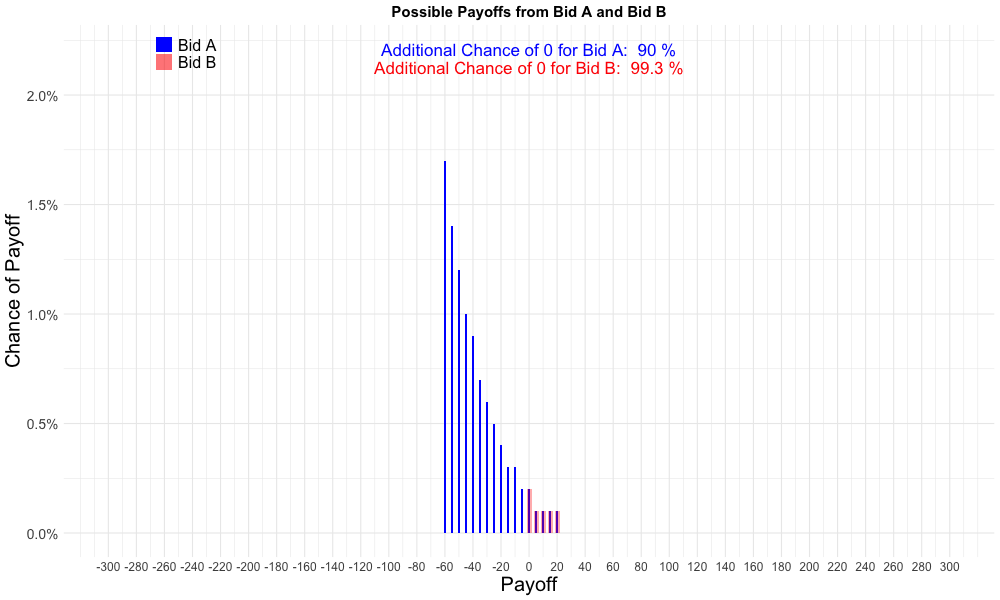 Possible Payoffs from Bid A and Bid B
Bid A
Bid B
Additional Chance of 0 for Bid A:  90 %
Additional Chance of 0 for Bid B:  99.3 %
Chance of Payoff
2.0%
1.5%
1.0%
0.5%
0.0%
-300 -280 -260 -240 -220 -200 -180 -160 -140 -120 -100 -80 -60 -40 -20 0 20 40 60 80 100 120 140 160 180 200 220 240 260 280 300
Payoff